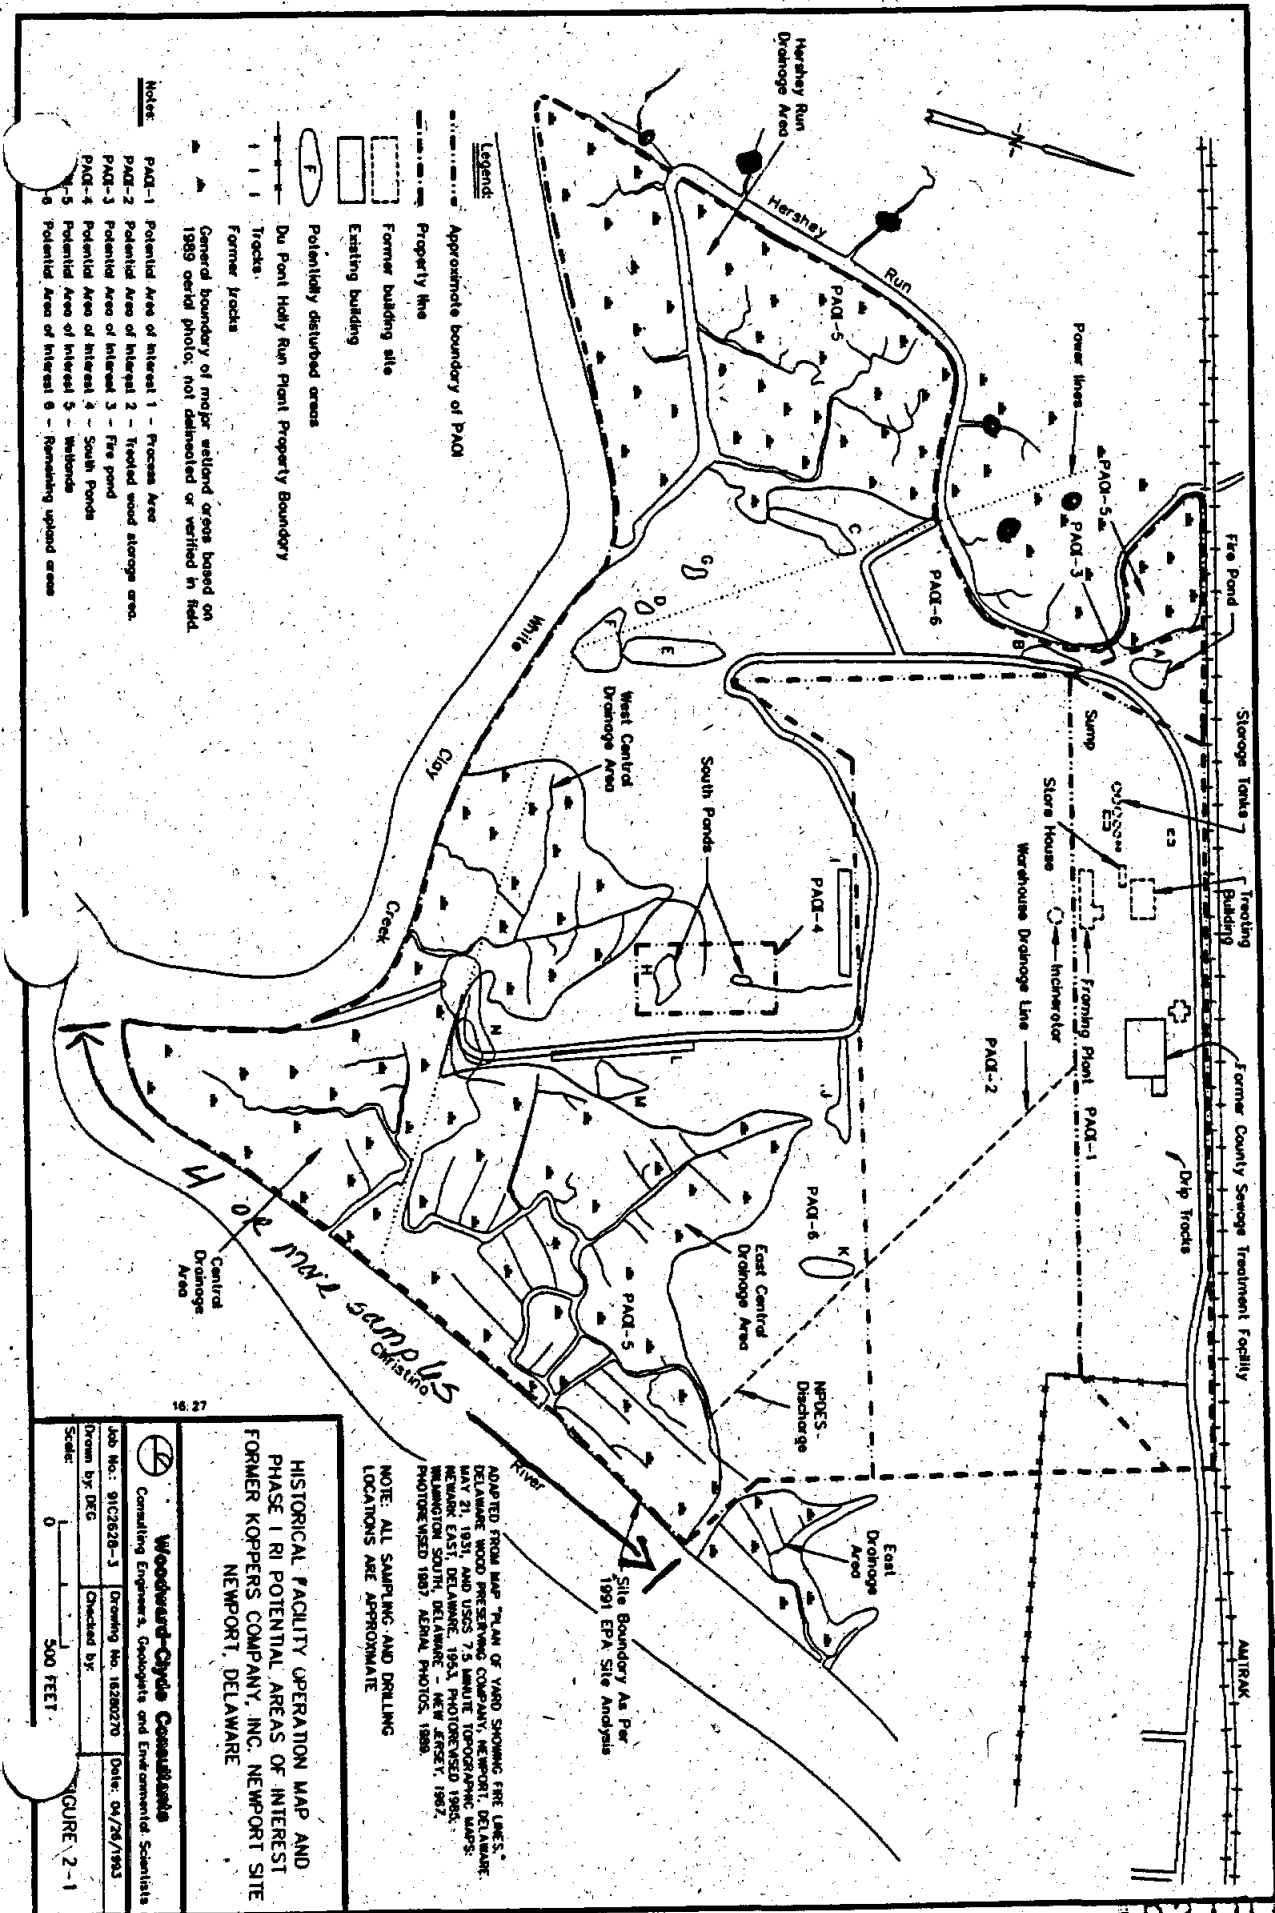 Hershey Run
Drainage Area
Hershey
Run
Power lines
PAOI-5
PAOI-5
PAOI-3
PAOI-6
Fire Pond
A
B
C
G
D
F
E
Storage Tanks
Sump
Treating
Building
Store House
Incinerator
Framing Plant
PAOI-1
Warehouse Drainage Line
PAOI-2
Former County Sewage Treatment Facility
Drip Tracks
AMTRAK
White
Clay
Creek
West Central
Drainage Area
South Ponds
PAOI-4
I
H
N
L
M
J
K
PAOI-6
East Central
Drainage Area
PAOI-5
NPDES
Discharge
East
Drainage
Area
Central
Drainage
Area
4 or more samples
Christina
River
Site Boundary As Per
1991 EPA Site Analysis
Legend:
Approximate boundary of PAOI
Property line
Former building site
Existing building
F
Potentially disturbed areas
Du Pont Holly Run Plant Property Boundary
Tracks
Former tracks
General boundary of major wetland areas based on
1989 aerial photo; not delineated or verified in field.
Notes:
PAOI-1 Potential Area of Interest 1 - Process Area
PAOI-2 Potential Area of Interest 2 - Treated wood storage area.
PAOI-3 Potential Area of Interest 3 - Fire pond
PAOI-4 Potential Area of Interest 4 - South Ponds
-5 Potential Area of Interest 5 - Wetlands
-6 Potential Area of Interest 6 - Remaining upland areas
ADAPTED FROM MAP "PLAN OF YARD SHOWING FIRE LINES,"
DELAWARE WOOD PRESERVING COMPANY, NEWPORT, DELAWARE
MAY 21, 1931, AND USGS 7.5 MINUTE TOPOGRAPHIC MAPS:
NEWARK EAST, DELAWARE, 1953, PHOTOREVISED 1985;
WILMINGTON SOUTH, DELAWARE - NEW JERSEY, 1967,
PHOTOREVISED 1987. AERIAL PHOTOS, 1989.
NOTE: ALL SAMPLING AND DRILLING
LOCATIONS ARE APPROXIMATE
16:27
HISTORICAL FACILITY OPERATION MAP AND
PHASE I RI POTENTIAL AREAS OF INTEREST
FORMER KOPPERS COMPANY, INC. NEWPORT SITE
NEWPORT, DELAWARE
Woodward-Clyde Consultants
Consulting Engineers, Geologists and Environmental Scientists
Job No.: 91C2628-3 Drawing No. 16280270 Date: 04/26/1993
Drawn by: DEG Checked by:
Scale: 0 500 FEET
IGURE 2-1